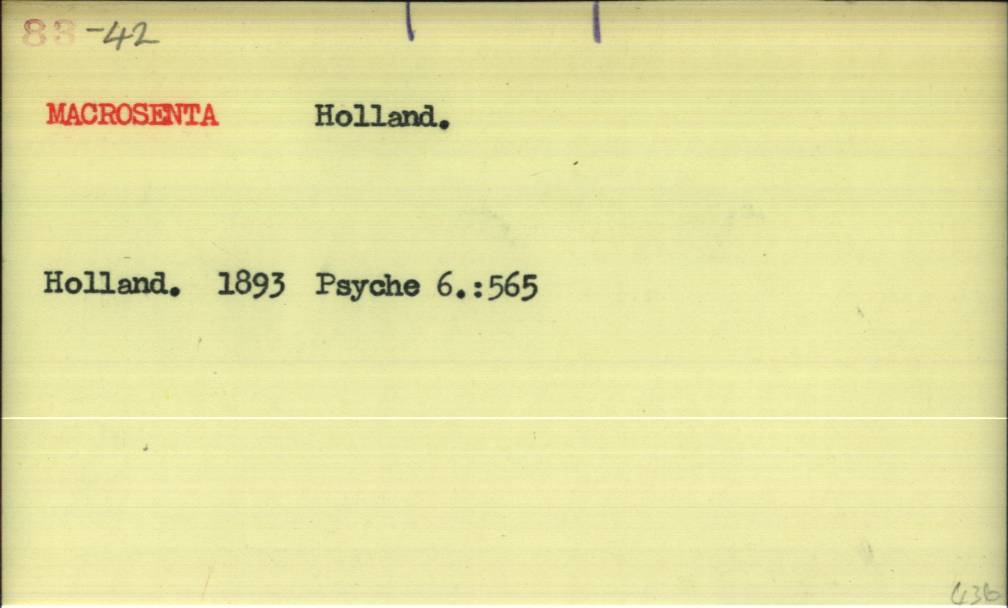 83-42
MACROSENTA Holland.
Holland. 1893 Psyche 6.:565
436